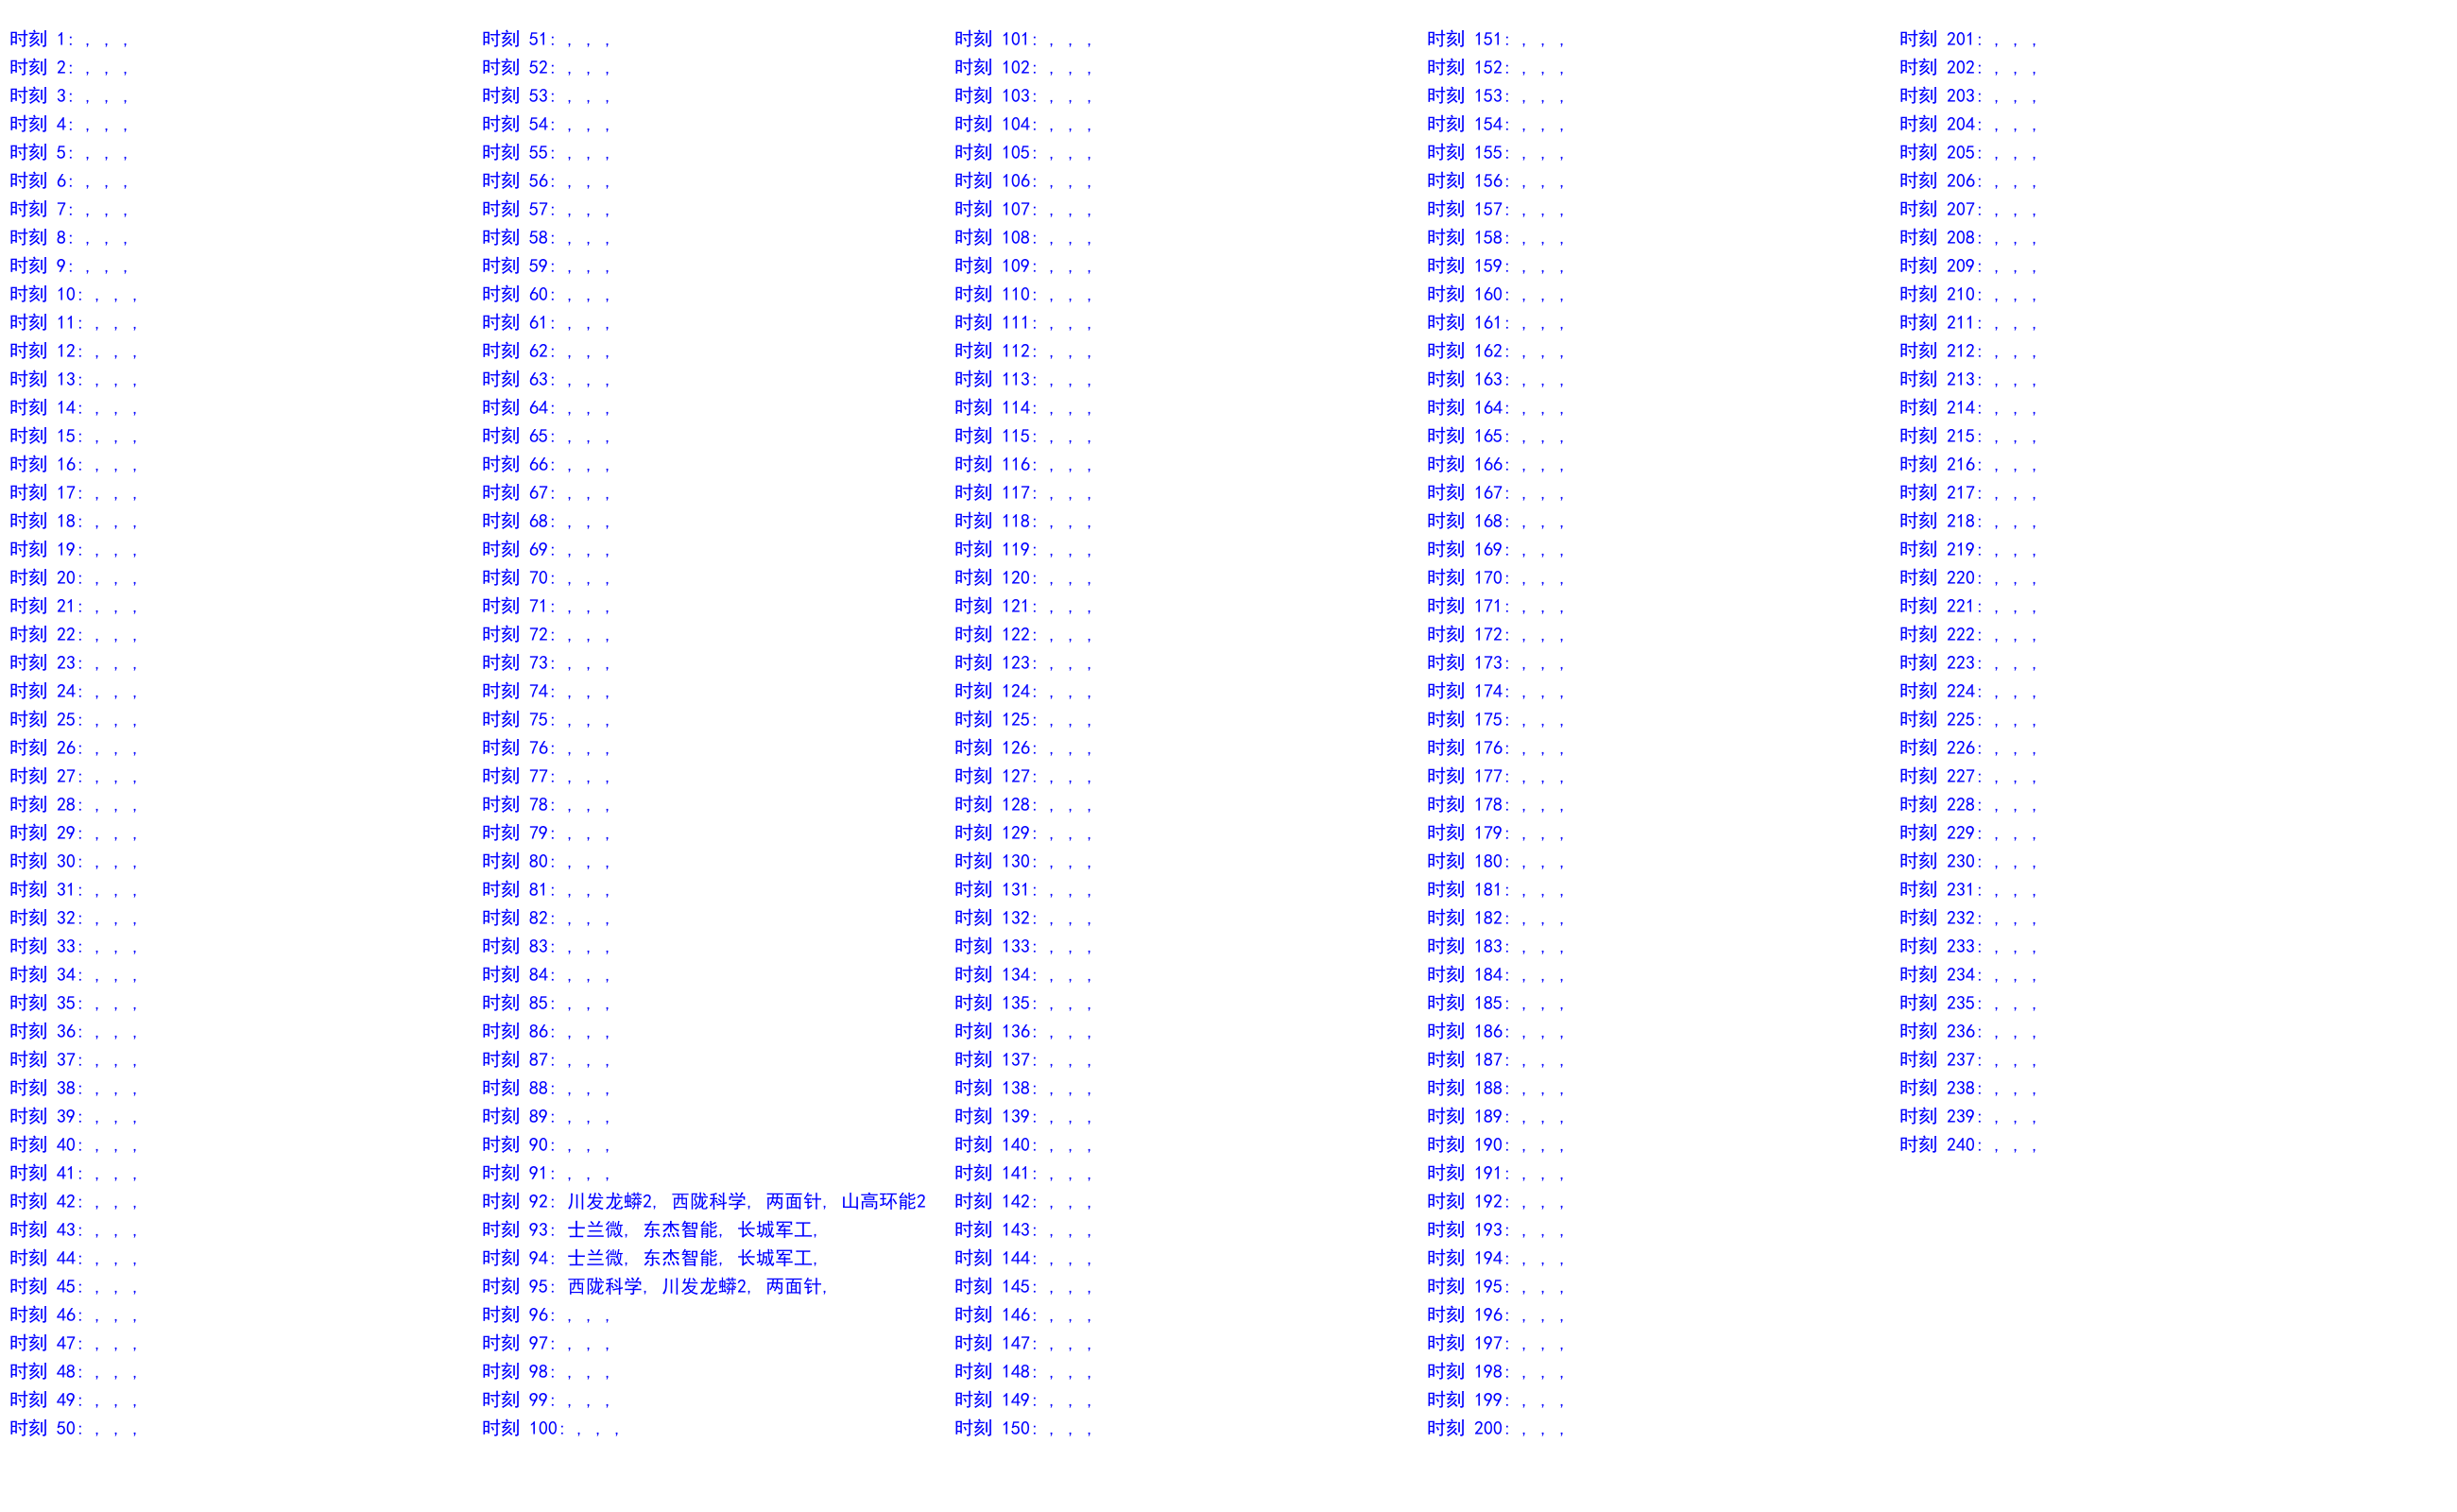 时刻 1: , , ,
时刻 2: , , ,
时刻 3: , , ,
时刻 4: , , ,
时刻 5: , , ,
时刻 6: , , ,
时刻 7: , , ,
时刻 8: , , ,
时刻 9: , , ,
时刻 10: , , ,
时刻 11: , , ,
时刻 12: , , ,
时刻 13: , , ,
时刻 14: , , ,
时刻 15: , , ,
时刻 16: , , ,
时刻 17: , , ,
时刻 18: , , ,
时刻 19: , , ,
时刻 20: , , ,
时刻 21: , , ,
时刻 22: , , ,
时刻 23: , , ,
时刻 24: , , ,
时刻 25: , , ,
时刻 26: , , ,
时刻 27: , , ,
时刻 28: , , ,
时刻 29: , , ,
时刻 30: , , ,
时刻 31: , , ,
时刻 32: , , ,
时刻 33: , , ,
时刻 34: , , ,
时刻 35: , , ,
时刻 36: , , ,
时刻 37: , , ,
时刻 38: , , ,
时刻 39: , , ,
时刻 40: , , ,
时刻 41: , , ,
时刻 42: , , ,
时刻 43: , , ,
时刻 44: , , ,
时刻 45: , , ,
时刻 46: , , ,
时刻 47: , , ,
时刻 48: , , ,
时刻 49: , , ,
时刻 50: , , ,
时刻 51: , , ,
时刻 52: , , ,
时刻 53: , , ,
时刻 54: , , ,
时刻 55: , , ,
时刻 56: , , ,
时刻 57: , , ,
时刻 58: , , ,
时刻 59: , , ,
时刻 60: , , ,
时刻 61: , , ,
时刻 62: , , ,
时刻 63: , , ,
时刻 64: , , ,
时刻 65: , , ,
时刻 66: , , ,
时刻 67: , , ,
时刻 68: , , ,
时刻 69: , , ,
时刻 70: , , ,
时刻 71: , , ,
时刻 72: , , ,
时刻 73: , , ,
时刻 74: , , ,
时刻 75: , , ,
时刻 76: , , ,
时刻 77: , , ,
时刻 78: , , ,
时刻 79: , , ,
时刻 80: , , ,
时刻 81: , , ,
时刻 82: , , ,
时刻 83: , , ,
时刻 84: , , ,
时刻 85: , , ,
时刻 86: , , ,
时刻 87: , , ,
时刻 88: , , ,
时刻 89: , , ,
时刻 90: , , ,
时刻 91: , , ,
时刻 92: 川发龙蟒2, 西陇科学, 两面针, 山高环能2
时刻 93: 士兰微, 东杰智能, 长城军工,
时刻 94: 士兰微, 东杰智能, 长城军工,
时刻 95: 西陇科学, 川发龙蟒2, 两面针,
时刻 96: , , ,
时刻 97: , , ,
时刻 98: , , ,
时刻 99: , , ,
时刻 100: , , ,
时刻 101: , , ,
时刻 102: , , ,
时刻 103: , , ,
时刻 104: , , ,
时刻 105: , , ,
时刻 106: , , ,
时刻 107: , , ,
时刻 108: , , ,
时刻 109: , , ,
时刻 110: , , ,
时刻 111: , , ,
时刻 112: , , ,
时刻 113: , , ,
时刻 114: , , ,
时刻 115: , , ,
时刻 116: , , ,
时刻 117: , , ,
时刻 118: , , ,
时刻 119: , , ,
时刻 120: , , ,
时刻 121: , , ,
时刻 122: , , ,
时刻 123: , , ,
时刻 124: , , ,
时刻 125: , , ,
时刻 126: , , ,
时刻 127: , , ,
时刻 128: , , ,
时刻 129: , , ,
时刻 130: , , ,
时刻 131: , , ,
时刻 132: , , ,
时刻 133: , , ,
时刻 134: , , ,
时刻 135: , , ,
时刻 136: , , ,
时刻 137: , , ,
时刻 138: , , ,
时刻 139: , , ,
时刻 140: , , ,
时刻 141: , , ,
时刻 142: , , ,
时刻 143: , , ,
时刻 144: , , ,
时刻 145: , , ,
时刻 146: , , ,
时刻 147: , , ,
时刻 148: , , ,
时刻 149: , , ,
时刻 150: , , ,
时刻 151: , , ,
时刻 152: , , ,
时刻 153: , , ,
时刻 154: , , ,
时刻 155: , , ,
时刻 156: , , ,
时刻 157: , , ,
时刻 158: , , ,
时刻 159: , , ,
时刻 160: , , ,
时刻 161: , , ,
时刻 162: , , ,
时刻 163: , , ,
时刻 164: , , ,
时刻 165: , , ,
时刻 166: , , ,
时刻 167: , , ,
时刻 168: , , ,
时刻 169: , , ,
时刻 170: , , ,
时刻 171: , , ,
时刻 172: , , ,
时刻 173: , , ,
时刻 174: , , ,
时刻 175: , , ,
时刻 176: , , ,
时刻 177: , , ,
时刻 178: , , ,
时刻 179: , , ,
时刻 180: , , ,
时刻 181: , , ,
时刻 182: , , ,
时刻 183: , , ,
时刻 184: , , ,
时刻 185: , , ,
时刻 186: , , ,
时刻 187: , , ,
时刻 188: , , ,
时刻 189: , , ,
时刻 190: , , ,
时刻 191: , , ,
时刻 192: , , ,
时刻 193: , , ,
时刻 194: , , ,
时刻 195: , , ,
时刻 196: , , ,
时刻 197: , , ,
时刻 198: , , ,
时刻 199: , , ,
时刻 200: , , ,
时刻 201: , , ,
时刻 202: , , ,
时刻 203: , , ,
时刻 204: , , ,
时刻 205: , , ,
时刻 206: , , ,
时刻 207: , , ,
时刻 208: , , ,
时刻 209: , , ,
时刻 210: , , ,
时刻 211: , , ,
时刻 212: , , ,
时刻 213: , , ,
时刻 214: , , ,
时刻 215: , , ,
时刻 216: , , ,
时刻 217: , , ,
时刻 218: , , ,
时刻 219: , , ,
时刻 220: , , ,
时刻 221: , , ,
时刻 222: , , ,
时刻 223: , , ,
时刻 224: , , ,
时刻 225: , , ,
时刻 226: , , ,
时刻 227: , , ,
时刻 228: , , ,
时刻 229: , , ,
时刻 230: , , ,
时刻 231: , , ,
时刻 232: , , ,
时刻 233: , , ,
时刻 234: , , ,
时刻 235: , , ,
时刻 236: , , ,
时刻 237: , , ,
时刻 238: , , ,
时刻 239: , , ,
时刻 240: , , ,